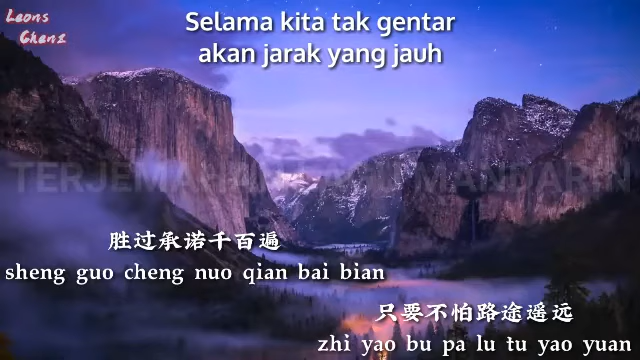 Leons
Chenz
Selama kita tak gentar
akan jarak yang jauh
TERJEMAHAN LAGU MANDARIN
胜过承诺千百遍
sheng guo cheng nuo qian bai bian
只要不怕路途遥远
zhi yao bu pa lu tu yao yuan